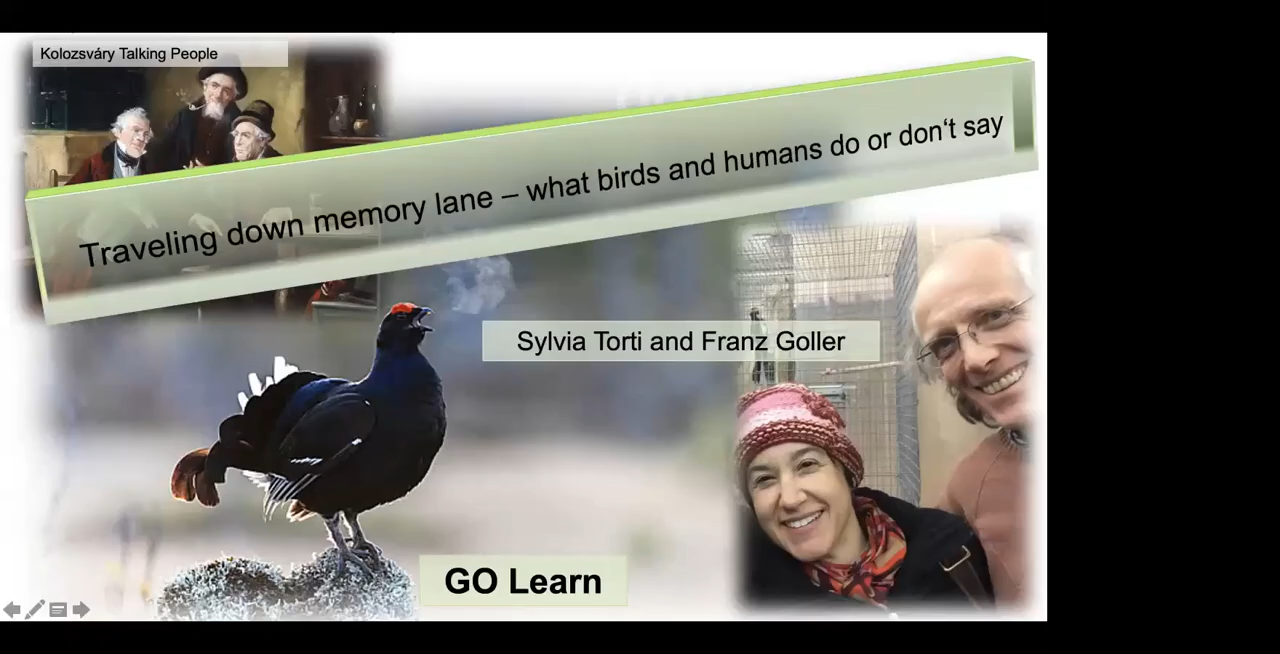 Kolozsváry Talking People
Traveling down memory lane – what birds and humans do or don't say
Sylvia Torti and Franz Goller
GO Learn